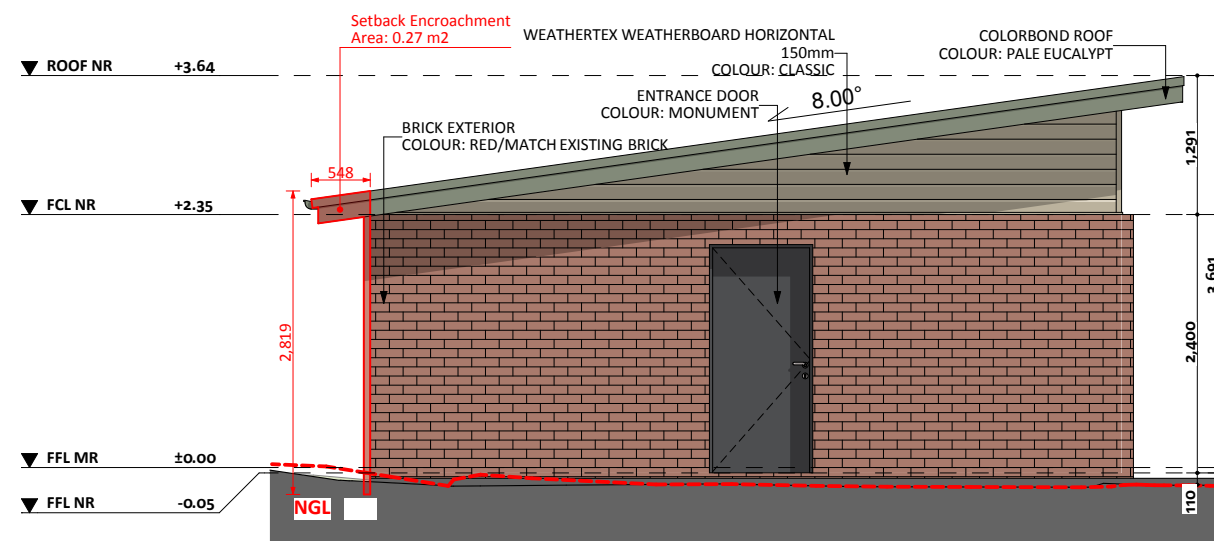 Setback Encroachment
Area: 0.27 m2
WEATHERTEX WEATHERBOARD HORIZONTAL
150mm
COLOUR: CLASSIC
COLORBOND ROOF
COLOUR: PALE EUCALYPT
ROOF NR +3.64
ENTRANCE DOOR
COLOUR: MONUMENT
8.00°
BRICK EXTERIOR
COLOUR: RED/MATCH EXISTING BRICK
1,291
548
FCL NR +2.35
3,691
2,819
2,400
FFL MR ±0.00
FFL NR -0.05
NGL
110